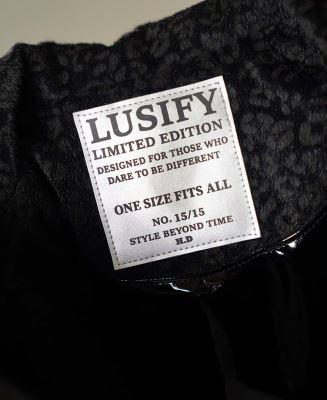 LUSIFY
LIMITED EDITION
DESIGNED FOR THOSE WHO
DARE TO BE DIFFERENT
ONE SIZE FITS ALL
NO. 15/15
STYLE BEYOND TIME
H.D